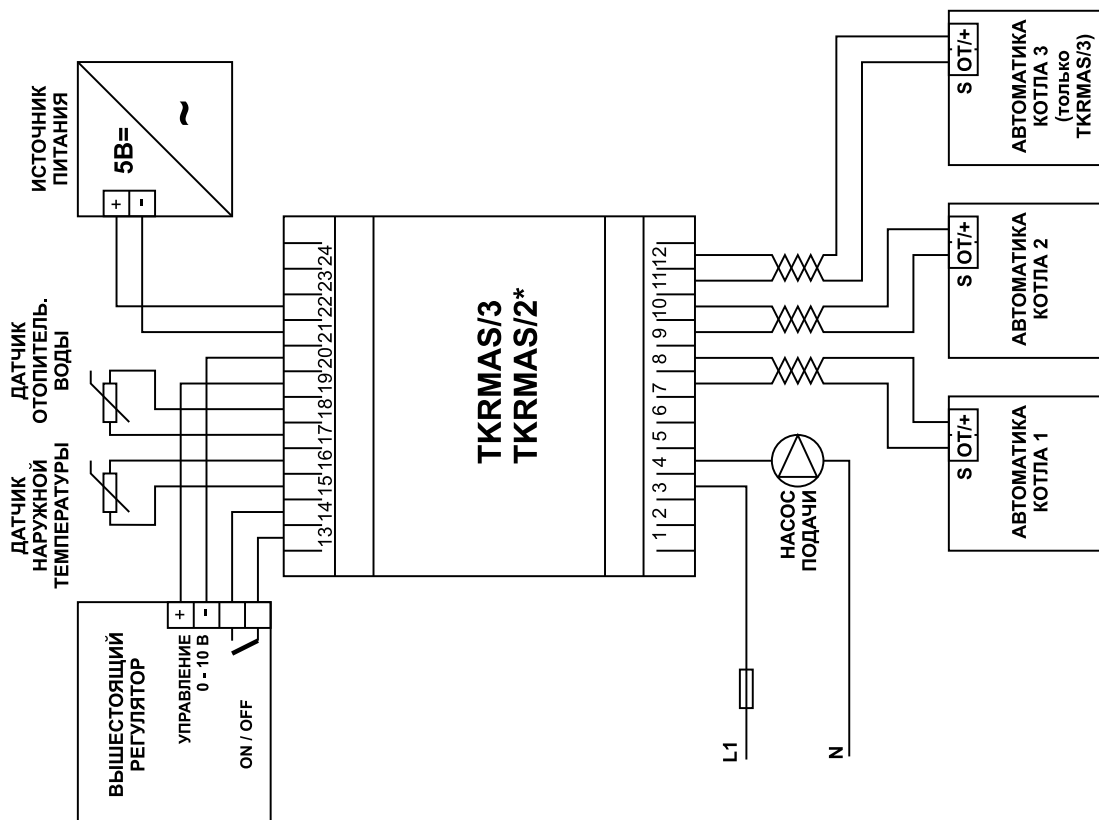 ВЫШЕСТОЯЩИЙ
РЕГУЛЯТОР
УПРАВЛЕНИЕ
0 - 10 В
ON / OFF
+
-
ДАТЧИК
НАРУЖНОЙ
ТЕМПЕРАТУРЫ
ДАТЧИК
ОТОПИТЕЛЬ.
ВОДЫ
ИСТОЧНИК
ПИТАНИЯ
5В=
~
+
-
13 14 15 16 17 18 19 20 21 22 23 24
TKRMAS/3
TKRMAS/2*
1 2 3 4 5 6 7 8 9 10 11 12
L1
N
НАСОС
ПОДАЧИ
S OT/+
АВТОМАТИКА
КОТЛА 1
S OT/+
АВТОМАТИКА
КОТЛА 2
S OT/+
АВТОМАТИКА
КОТЛА 3
(только
TKRMAS/3)